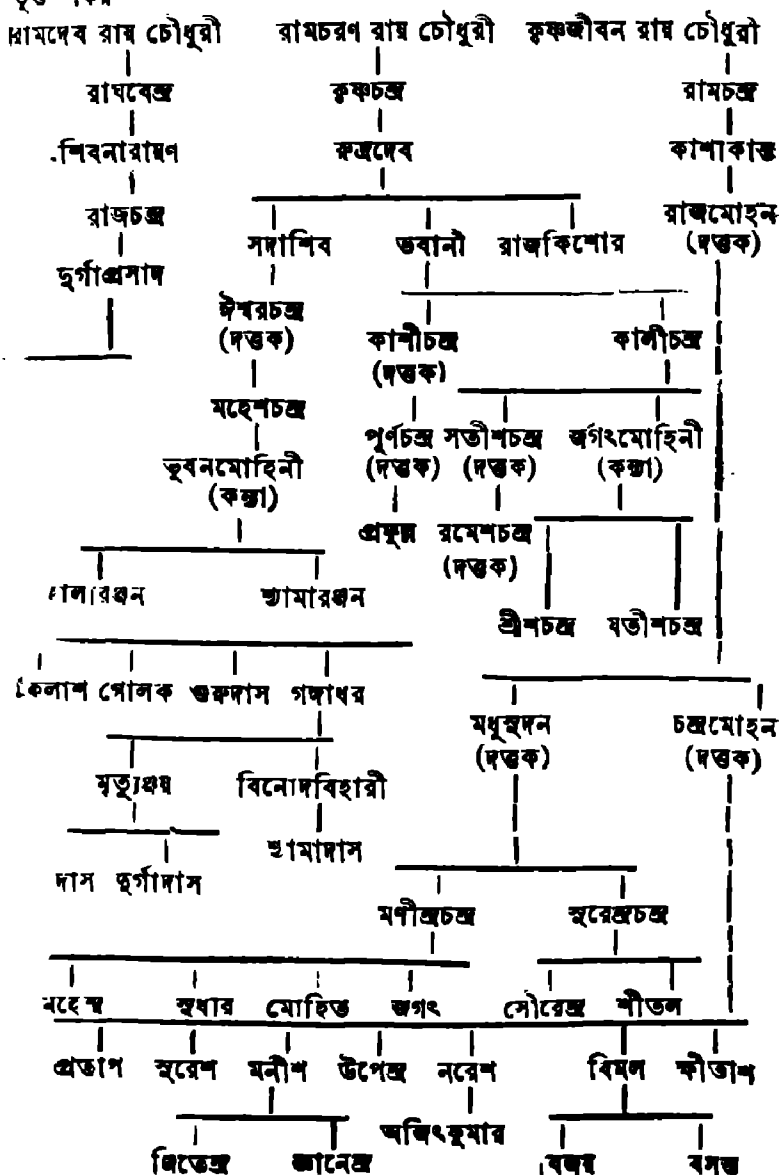 রামদেব রায় চৌধুরী রামচরণ রায় চৌধুরী কৃষ্ণজীবন রায় চৌধুরী
রাঘবেন্দ্র কৃষ্ণচন্দ্র রামচন্দ্র
শিবনারায়ণ রুদ্রদেব কাশীকান্ত
রাজচন্দ্র সদাশিব ভবানী রাজকিশোর রাজমোহন
(দত্তক)
দুর্গাপ্রসাদ
ঈশ্বরচন্দ্র কাশীচন্দ্র কালীচন্দ্র
(দত্তক) (দত্তক)
মহেশচন্দ্র
পূর্ণচন্দ্র সতীশচন্দ্র জগৎমোহিনী
ভুবনমোহিনী (দত্তক) (দত্তক) (কন্যা)
(কন্যা)
প্রফুল্ল রমেশচন্দ্র
(দত্তক)
শ্যামারঞ্জন
শ্রীশচন্দ্র যতীশচন্দ্র
কৈলাশ গোলক গুরুদাস গঙ্গাধর
মধুসূদন চন্দ্রমোহন
(দত্তক) (দত্তক)
মৃত্যুঞ্জয় বিনোদবিহারী
শ্যামাদাস
দাস দুর্গাদাস
মণীন্দ্রচন্দ্র সুরেন্দ্রচন্দ্র
সুধীর মোহিত জগৎ সৌরেন্দ্র শীতল
প্রতাপ সুরেশ মনীশ উপেন্দ্র নরেশ বিমল ক্ষীতীশ
অজিৎকুমার
জিতেন্দ্র জ্ঞানেন্দ্র বিজয় বসন্ত